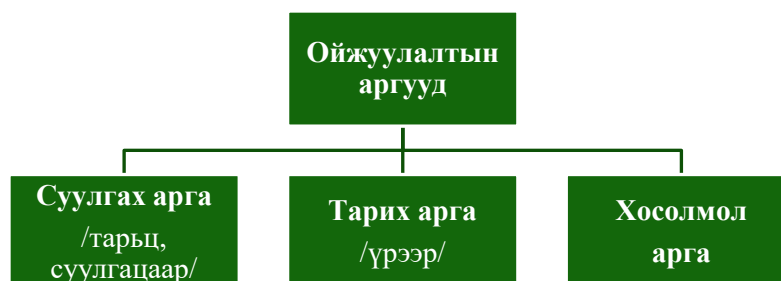 Ойжуулалтын
аргууд
Суулгах арга
/тарьц,
суулгацаар/
Тарих арга
/үрээр/
Хосолмол
арга